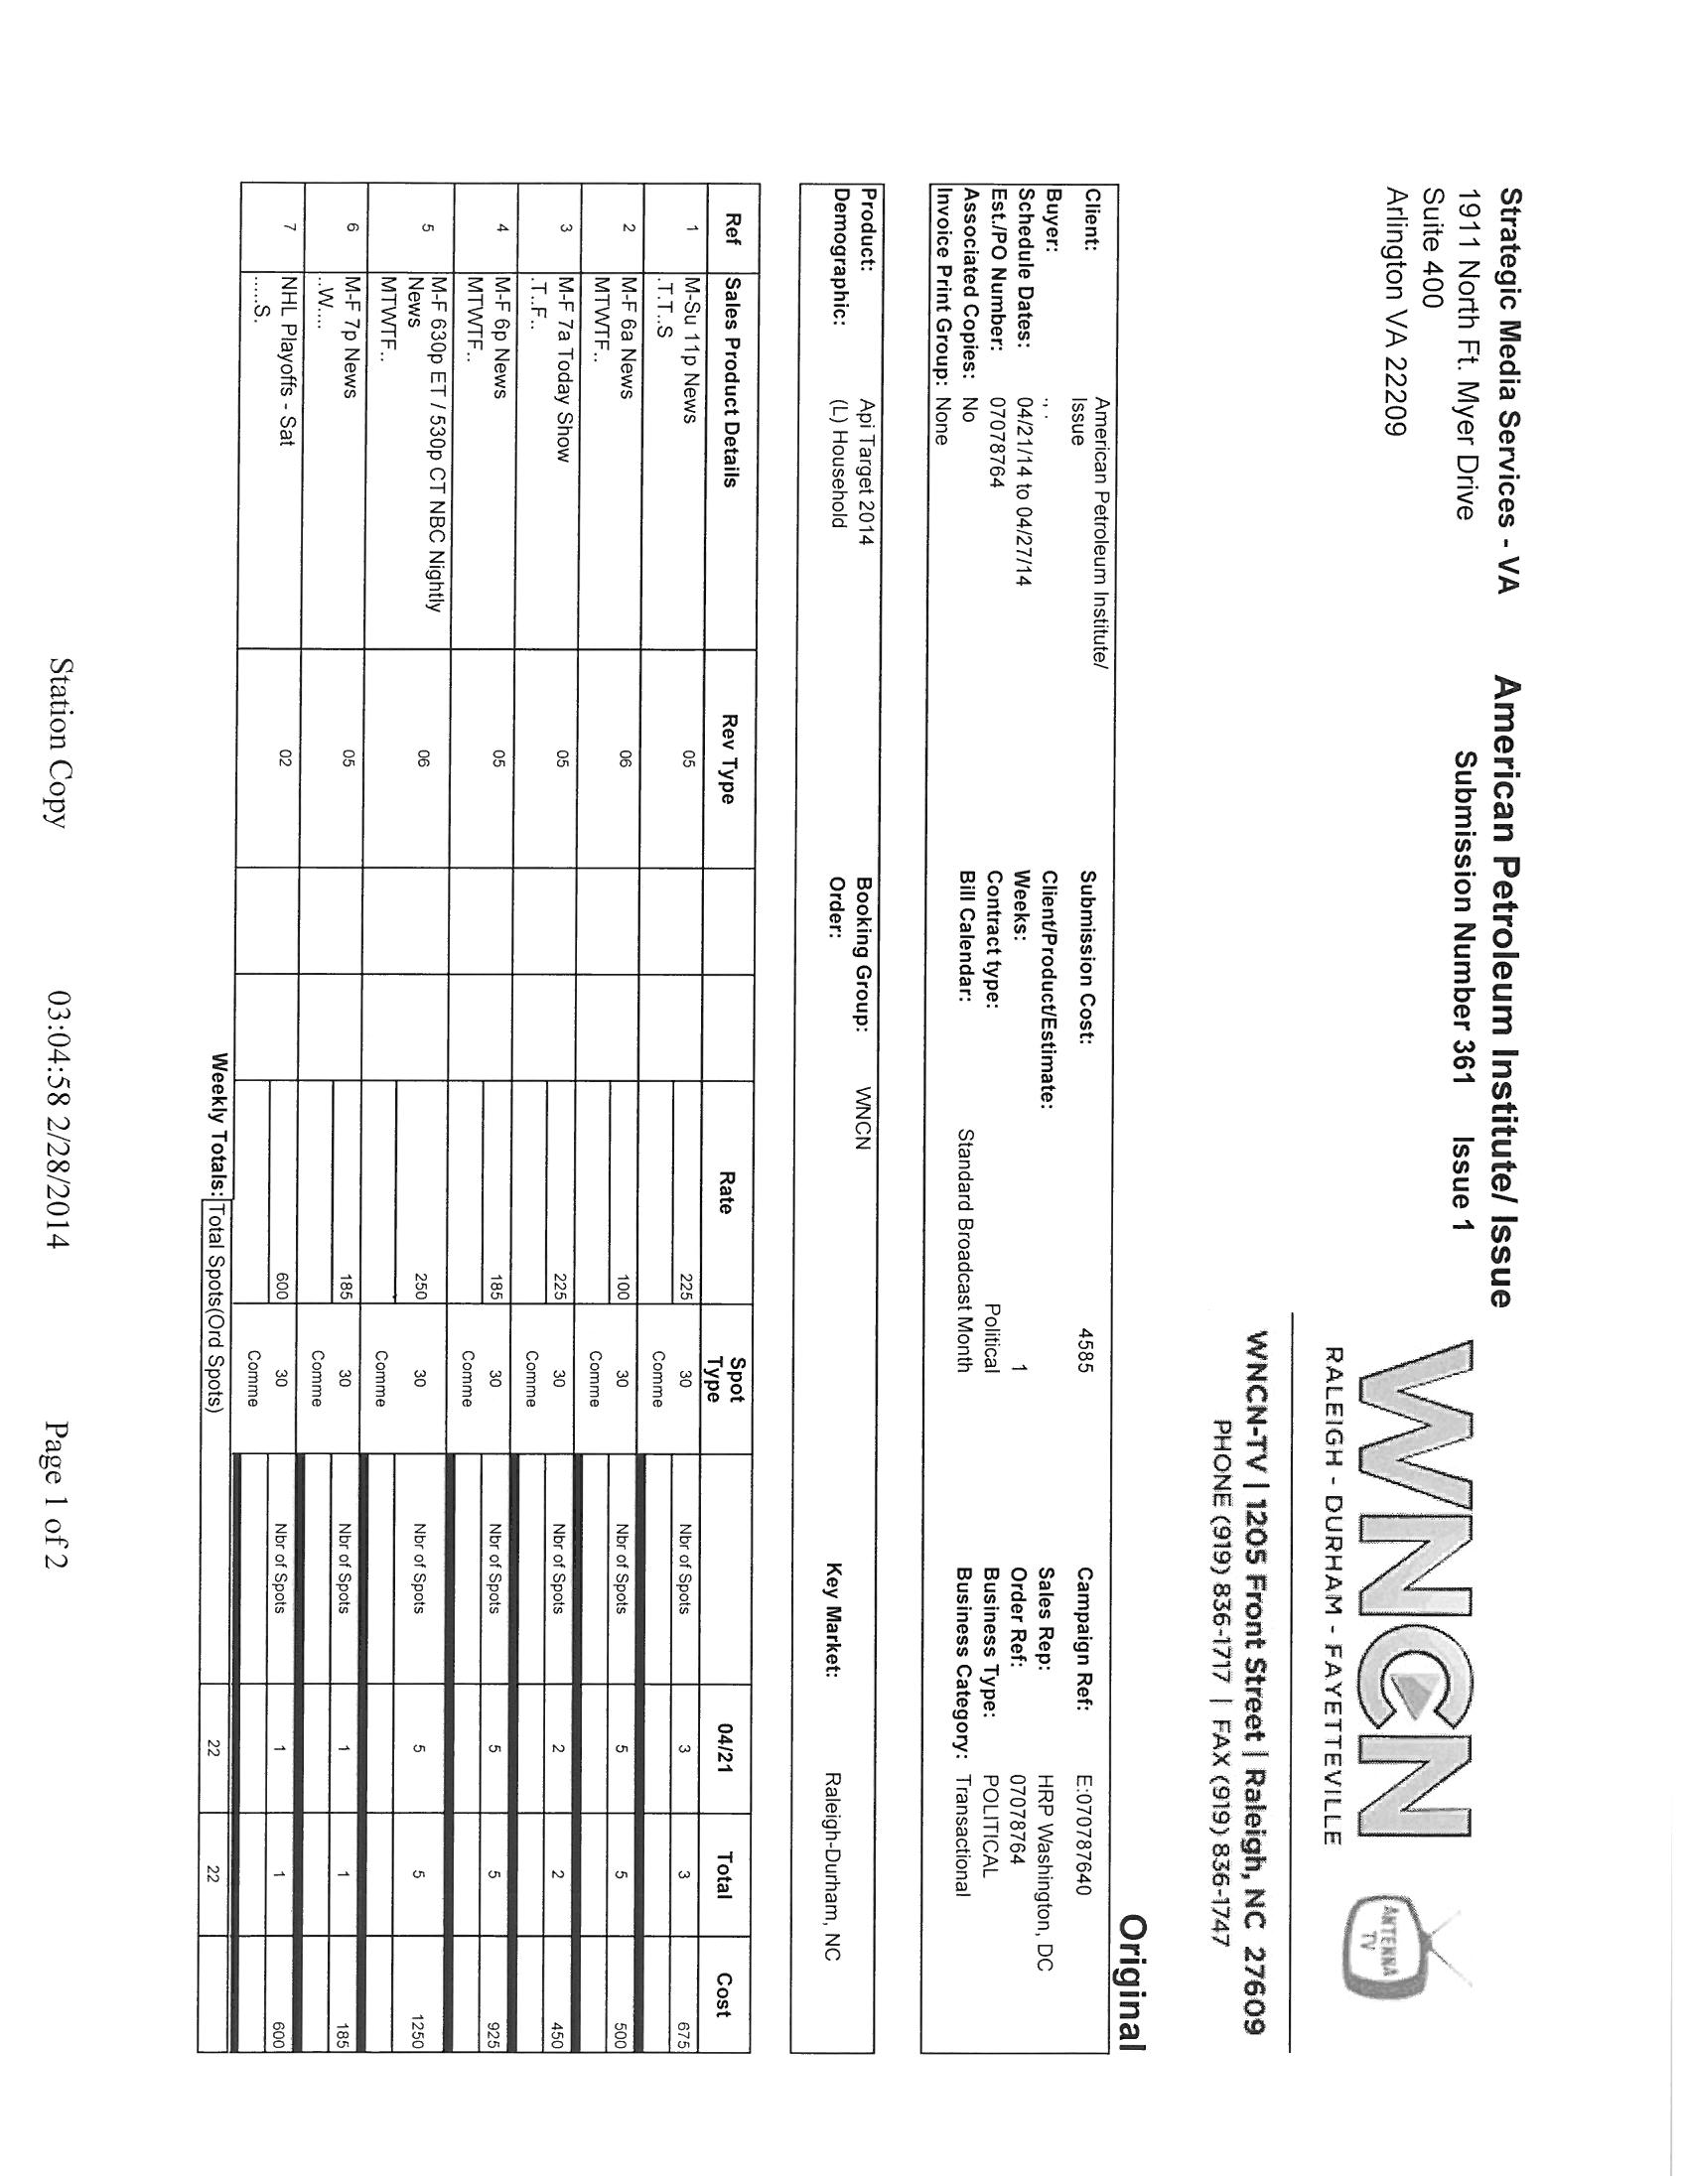 Strategic Media Services - VA
1911 North Ft. Myer Drive
Suite 400
Arlington VA 22209
American Petroleum Institute/ Issue
Submission Number 361 Issue 1
WNCN
RALEIGH - DURHAM - FAYETTEVILLE
ANTENNA
TV
WNCN-TV | 1205 Front Street | Raleigh, NC 27609
PHONE (919) 836-1717 | FAX (919) 836-1747
Original
Client: American Petroleum Institute/ Issue Submission Cost: 4585 Campaign Ref: E:070787640
Buyer: ., . Client/Product/Estimate: Sales Rep: HRP Washington, DC
Schedule Dates: 04/21/14 to 04/27/14 Weeks: 1 Order Ref: 07078764
Est./PO Number: 07078764 Contract type: Political Business Type: POLITICAL
Associated Copies: No Bill Calendar: Standard Broadcast Month Business Category: Transactional
Invoice Print Group: None
Product: Api Target 2014 Booking Group: WNCN
Demographic: (L) Household Order: Key Market: Raleigh-Durham, NC
Ref Sales Product Details Rev Type Rate Spot Type 04/21 Total Cost
1 M-Su 11p News 05 225 30 Nbr of Spots 3 3 675
.T.T..S Comme
2 M-F 6a News 06 100 30 Nbr of Spots 5 5 500
MTWTF.. Comme
3 M-F 7a Today Show 05 225 30 Nbr of Spots 2 2 450
.T..F.. Comme
4 M-F 6p News 05 185 30 Nbr of Spots 5 5 925
MTWTF.. Comme
5 M-F 630p ET / 530p CT NBC Nightly
News 06 250 30 Nbr of Spots 5 5 1250
MTWTF.. Comme
6 M-F 7p News 05 185 30 Nbr of Spots 1 1 185
..W.... Comme
7 NHL Playoffs - Sat 02 600 30 Nbr of Spots 1 1 600
.....S. Comme
Weekly Totals: Total Spots(Ord Spots) 22 22
Station Copy 03:04:58 2/28/2014 Page 1 of 2